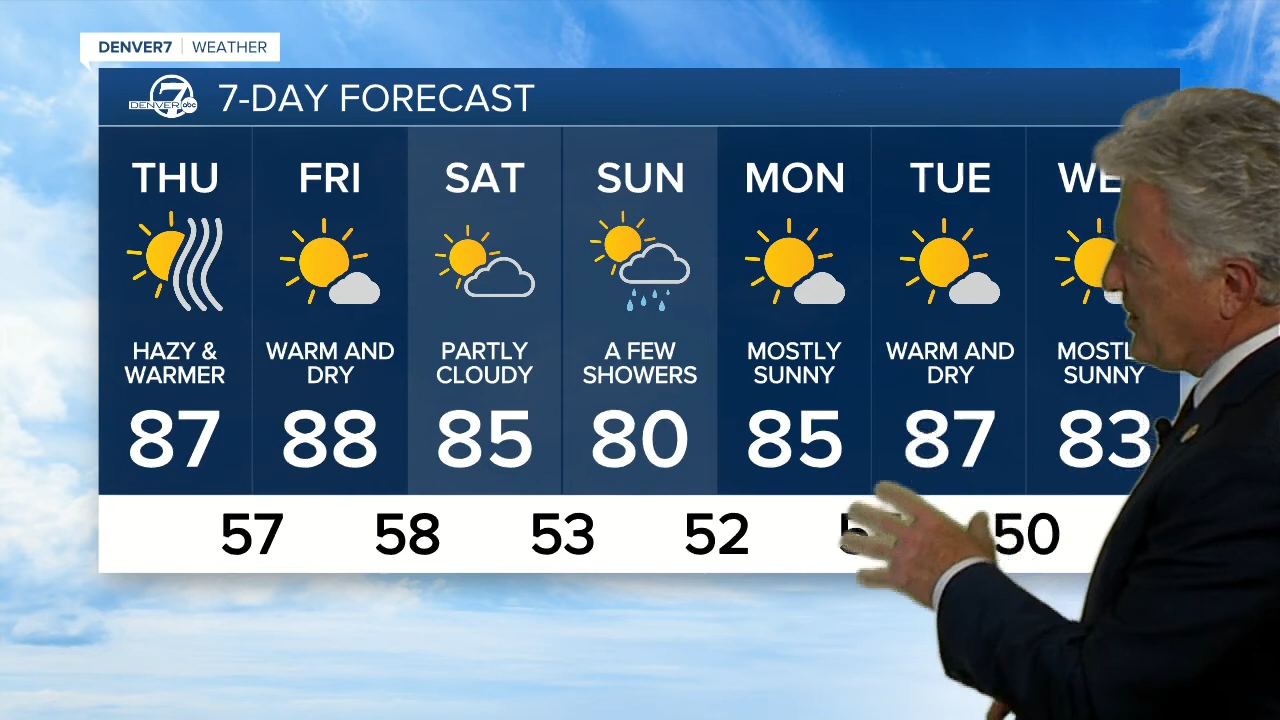 DENVER7 | WEATHER
7 DENVER abc
7-DAY FORECAST
THU FRI SAT SUN MON TUE WE
HAZY & WARMER
WARM AND DRY
PARTLY CLOUDY
A FEW SHOWERS
MOSTLY SUNNY
WARM AND DRY
SUNNY
87 88 85 80 85 87 83
57 58 53 52 50